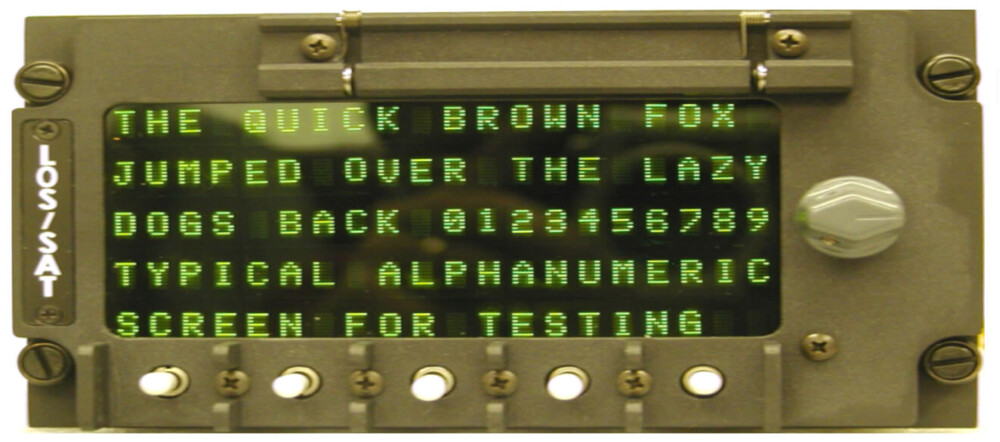 THE QUICK BROWN FOX
JUMPED OVER THE LAZY
DOGS BACK 0123456789
TYPICAL ALPHANUMERIC
SCREEN FOR TESTING
LOS/SAT